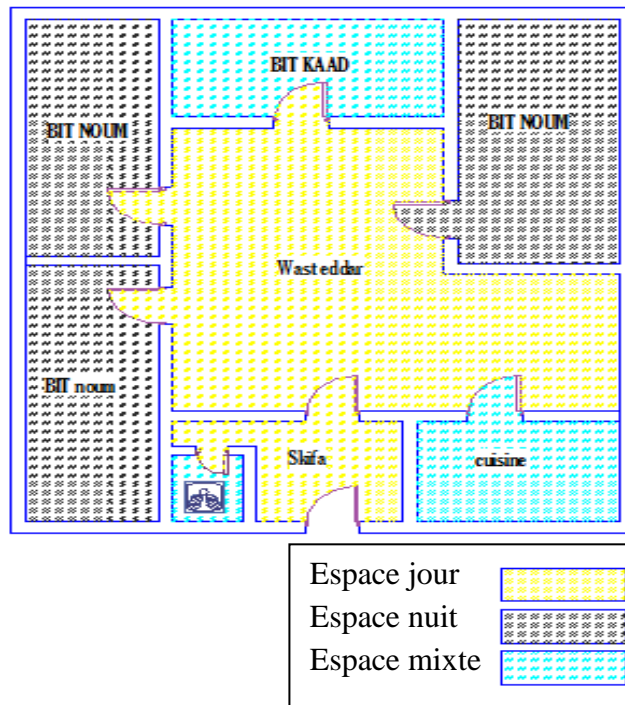 BIT KAAD
BIT NOUM
BIT NOUM
Wast eddar
BIT noum
Skifa
cuisine
Espace jour
Espace nuit
Espace mixte